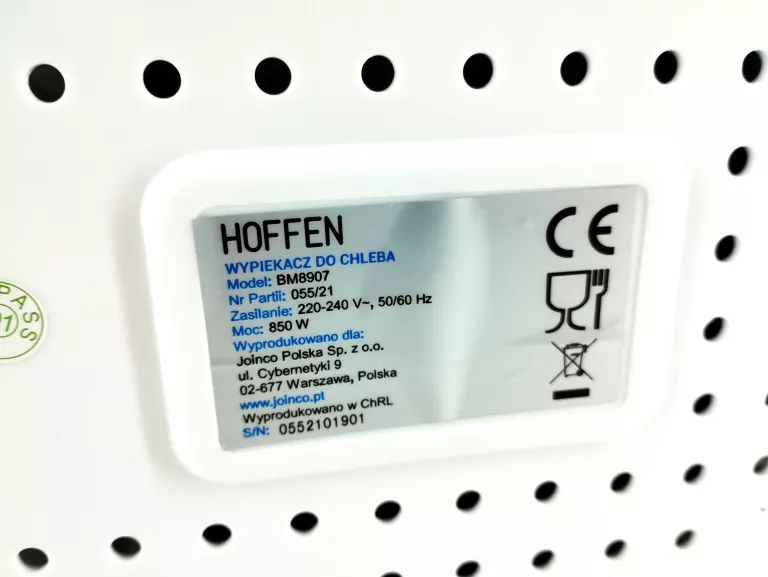 HOFFEN
WYPIEKACZ DO CHLEBA
Model: BM8907
Nr Partii: 055/21
Zasilanie: 220-240 V~, 50/60 Hz
Moc: 850 W
Wyprodukowano dla:
Joinco Polska Sp. z o.o.
ul. Cybernetyki 9
02-677 Warszawa, Polska
www.joinco.pt
Wyprodukowano w ChRL
S/N: 0552101901
CE
PASS